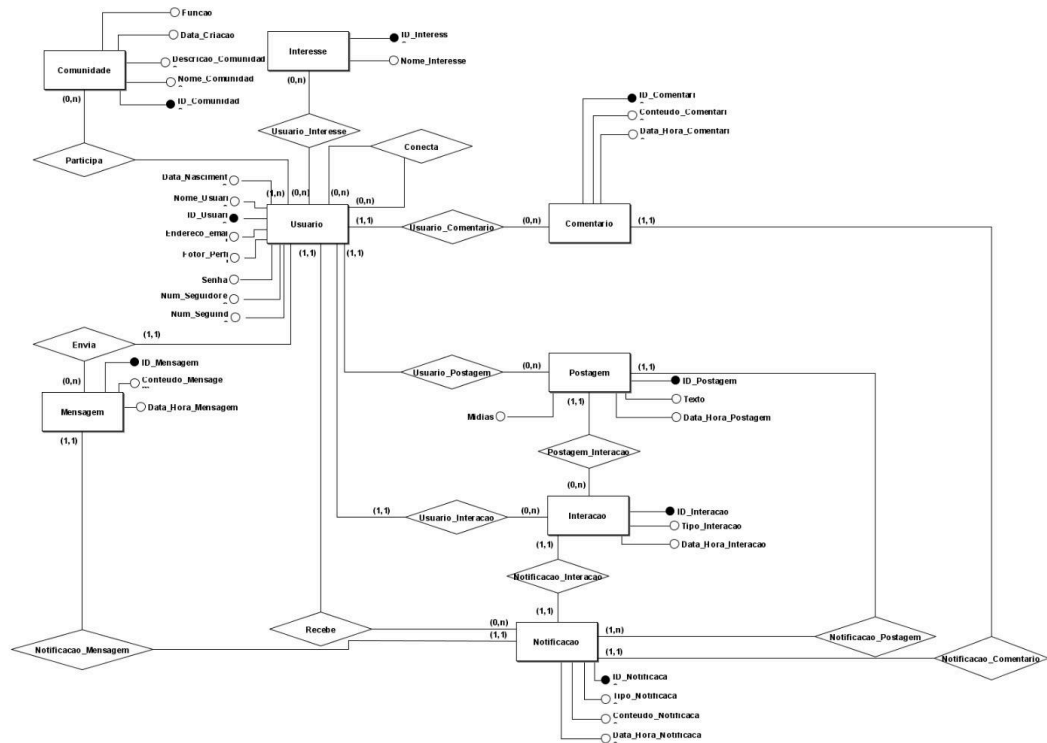 Funcao
Data_Criacao
Descricao_Comunidad
Nome_Comunidad
ID_Comunidad
Comunidade
(0,n)
Participa
Interesse
ID_Interess
Nome_Interesse
(0,n)
Usuario_Interesse
Conecta
(1,n)
(0,n)
(0,n)
(0,n)
Data_Nasciment
Nome_Usuari
ID_Usuari
Endereco_emai
Fotor_Perfi
Senha
Num_Seguidore
Num_Seguind
Usuario
(1,1)
(1,1)
(1,1)
Usuario_Comentario
(0,n)
Comentario
(1,1)
ID_Comentari
Conteudo_Comentari
Data_Hora_Comentari
Envia
(1,1)
(0,n)
Mensagem
ID_Mensagem
Conteudo_Mensage
Data_Hora_Mensagem
(1,1)
Usuario_Postagem
(0,n)
Postagem
(1,1)
ID_Postagem
Texto
Data_Hora_Postagem
Midias
(1,1)
Postagem_Interacao
(0,n)
(1,1)
Usuario_Interacao
(0,n)
Interacao
ID_Interacao
Tipo_Interacao
Data_Hora_Interacao
(1,1)
Notificacao_Interacao
(1,1)
Recebe
(0,n)
(1,1)
Notificacao_Mensagem
Notificacao
(1,n)
(1,1)
Notificacao_Postagem
Notificacao_Comentario
ID_Notificaca
Tipo_Notificaca
Conteudo_Notificaca
Data_Hora_Notificaca